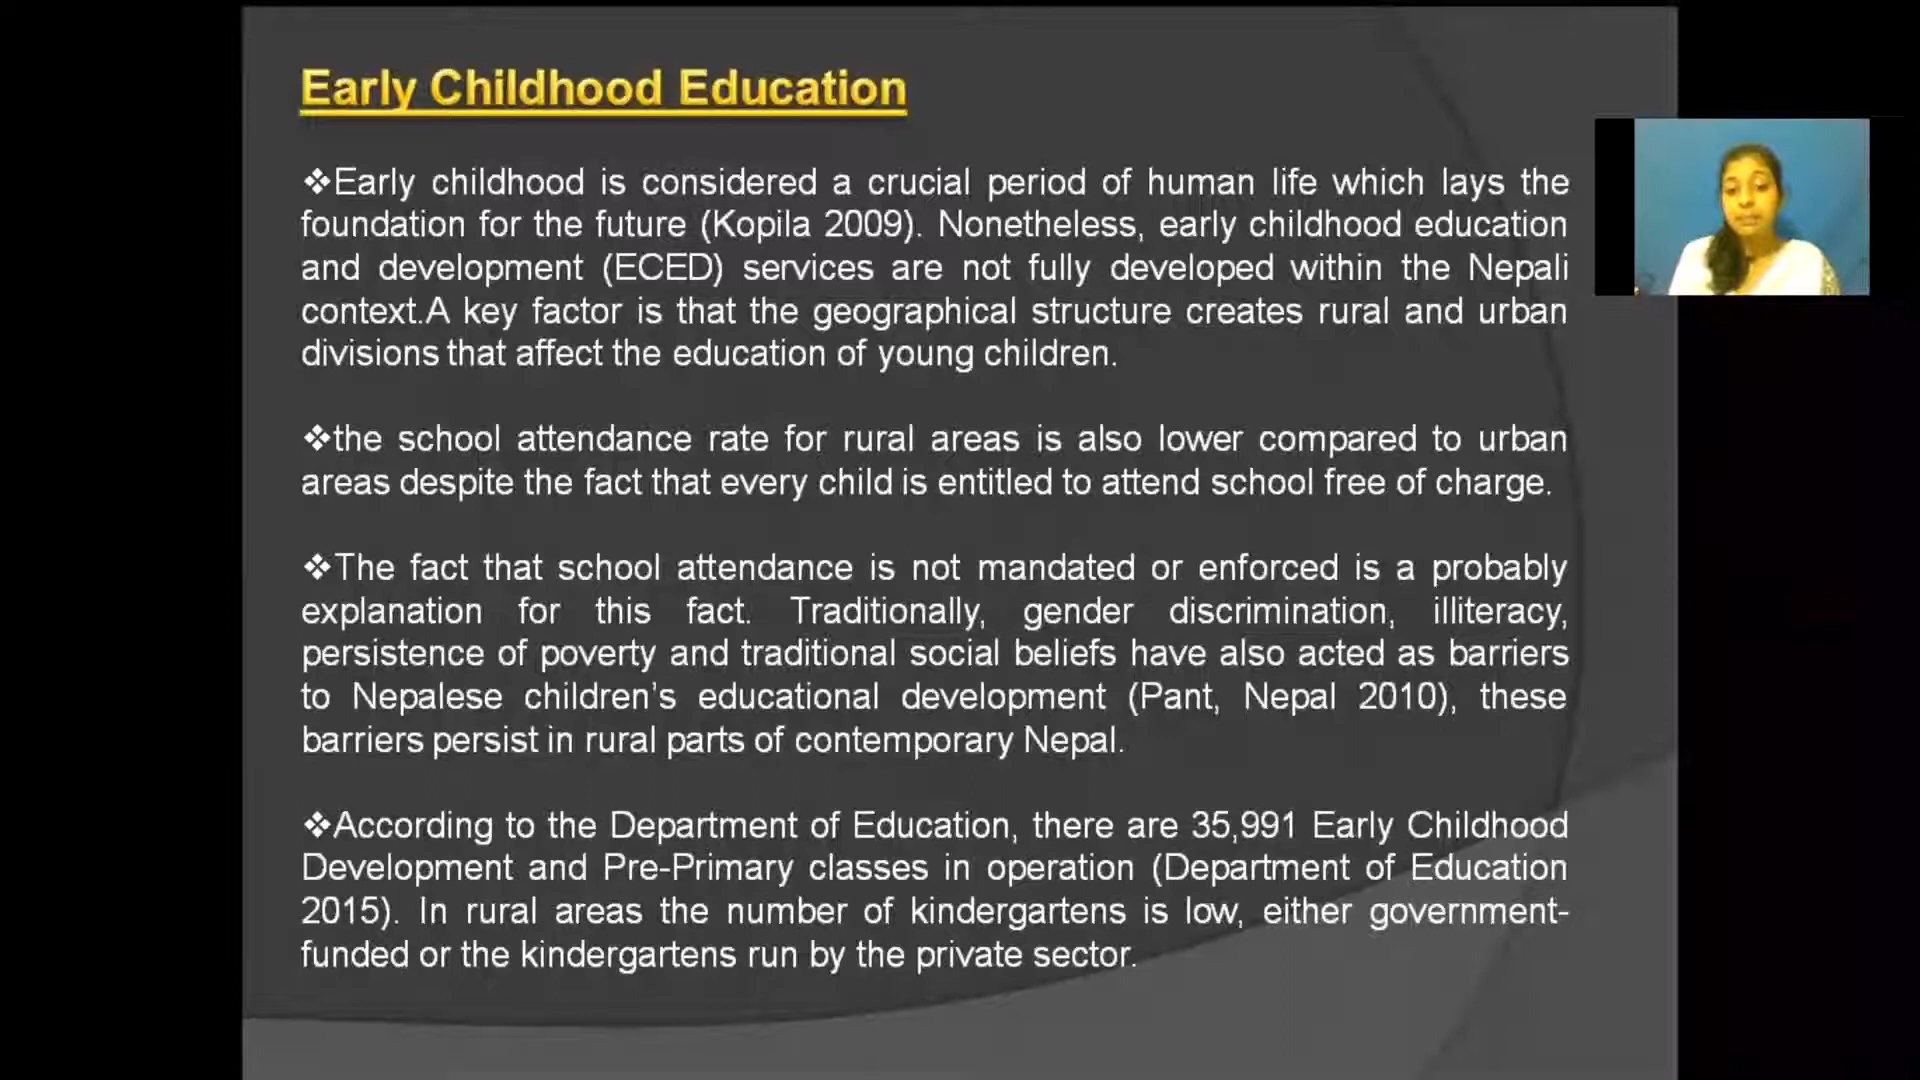 Early Childhood Education
❖Early childhood is considered a crucial period of human life which lays the
foundation for the future (Kopila 2009). Nonetheless, early childhood education
and development (ECED) services are not fully developed within the Nepali
context.A key factor is that the geographical structure creates rural and urban
divisions that affect the education of young children.
❖the school attendance rate for rural areas is also lower compared to urban
areas despite the fact that every child is entitled to attend school free of charge.
❖The fact that school attendance is not mandated or enforced is a probably
explanation for this fact. Traditionally, gender discrimination, illiteracy,
persistence of poverty and traditional social beliefs have also acted as barriers
to Nepalese children’s educational development (Pant, Nepal 2010), these
barriers persist in rural parts of contemporary Nepal.
❖According to the Department of Education, there are 35,991 Early Childhood
Development and Pre-Primary classes in operation (Department of Education
2015). In rural areas the number of kindergartens is low, either government-
funded or the kindergartens run by the private sector.